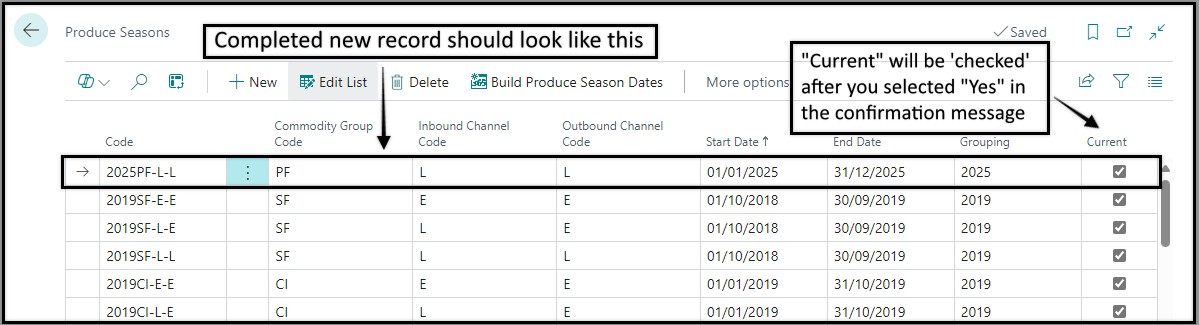 Produce Seasons
Completed new record should look like this
Saved
New
Edit List
Delete
365
Build Produce Season Dates
More options
"Current" will be 'checked'
after you selected "Yes" in
the confirmation message
Code
Commodity Group
Code
Inbound Channel
Code
Outbound Channel
Code
Start Date ↑
End Date
Grouping
Current
2025PF-L-L PF L L 01/01/2025 31/12/2025 2025
2019SF-E-E SF E E 01/10/2018 30/09/2019 2019
2019SF-L-E SF L E 01/10/2018 30/09/2019 2019
2019SF-L-L SF L L 01/10/2018 30/09/2019 2019
2019CI-E-E CI E E 01/01/2019 31/10/2019 2019
2019CI-L-E CI L E 01/01/2019 31/10/2019 2019